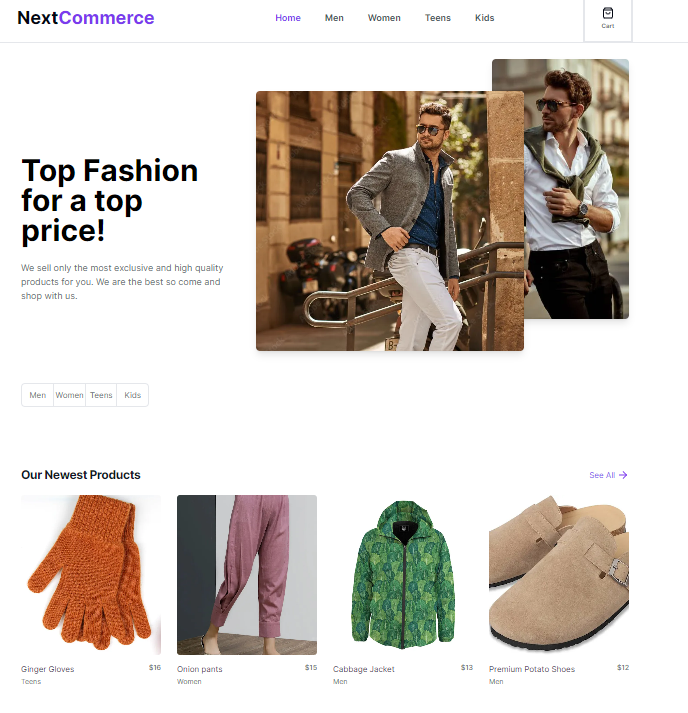 NextCommerce
Home Men Women Teens Kids
Cart
Top Fashion
for a top
price!
We sell only the most exclusive and high quality
products for you. We are the best so come and
shop with us.
Men Women Teens Kids
Our Newest Products
See All
Ginger Gloves $16
Teens
Onion pants $15
Women
Cabbage Jacket $13
Men
Premium Potato Shoes $12
Men